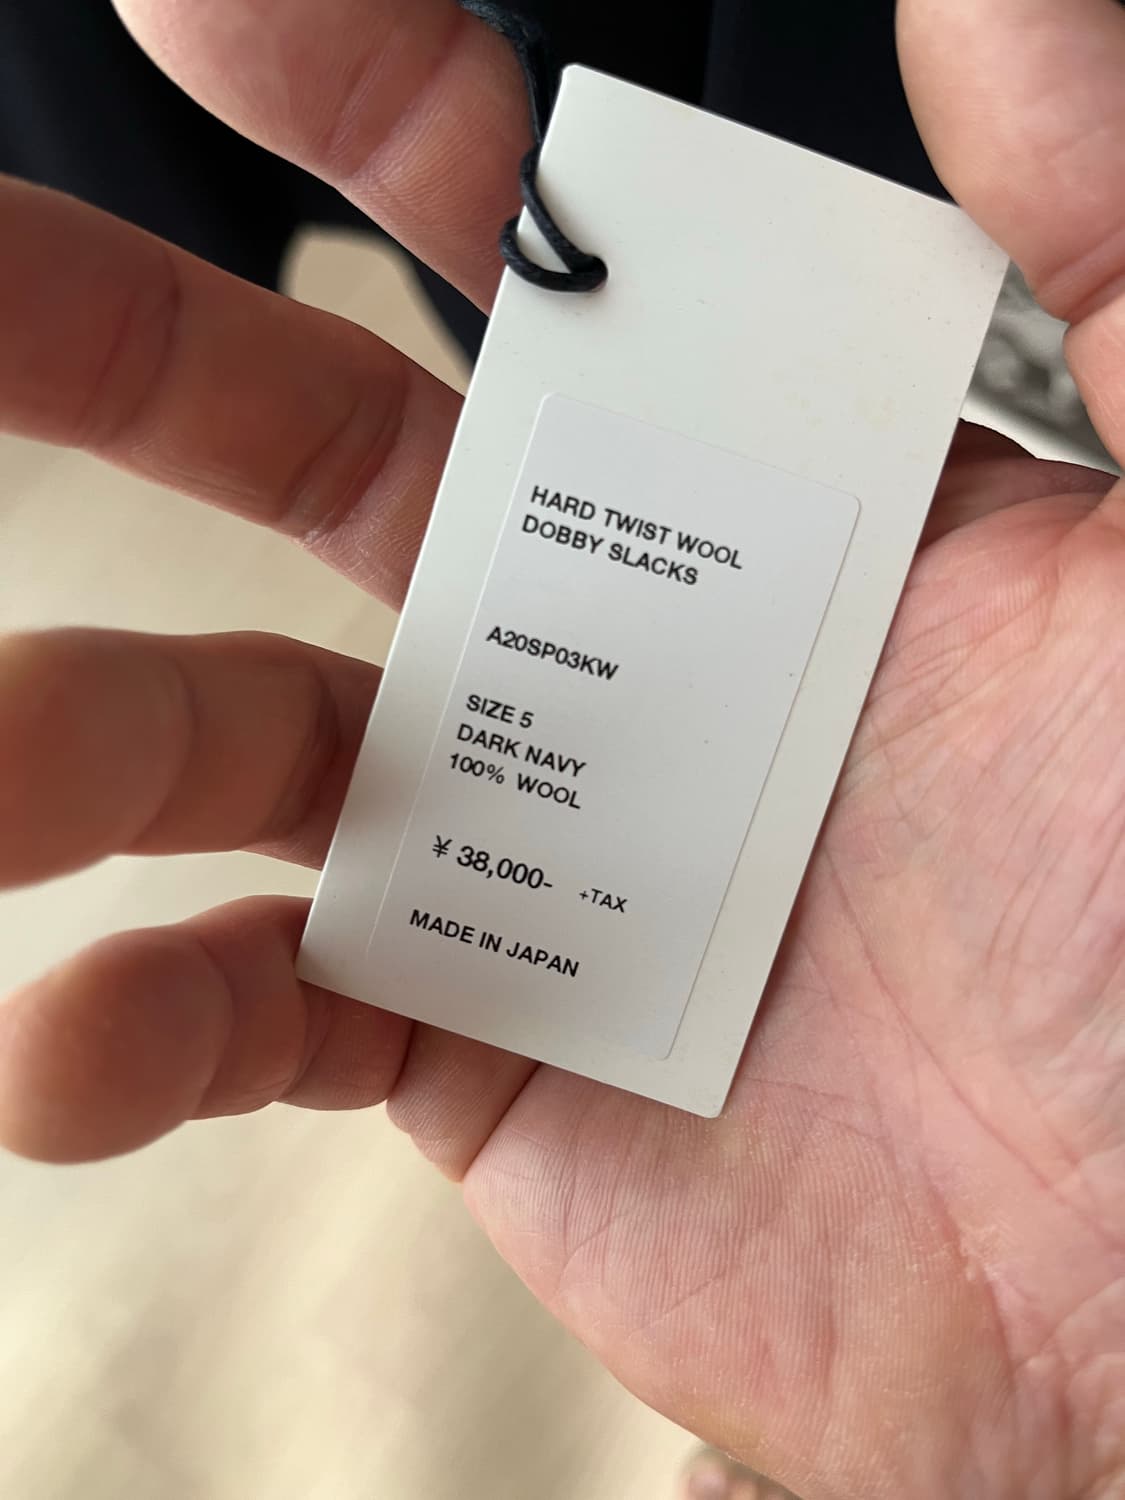 HARD TWIST WOOL
DOBBY SLACKS
A20SP03KW
SIZE 5
DARK NAVY
100% WOOL
¥ 38,000- +TAX
MADE IN JAPAN